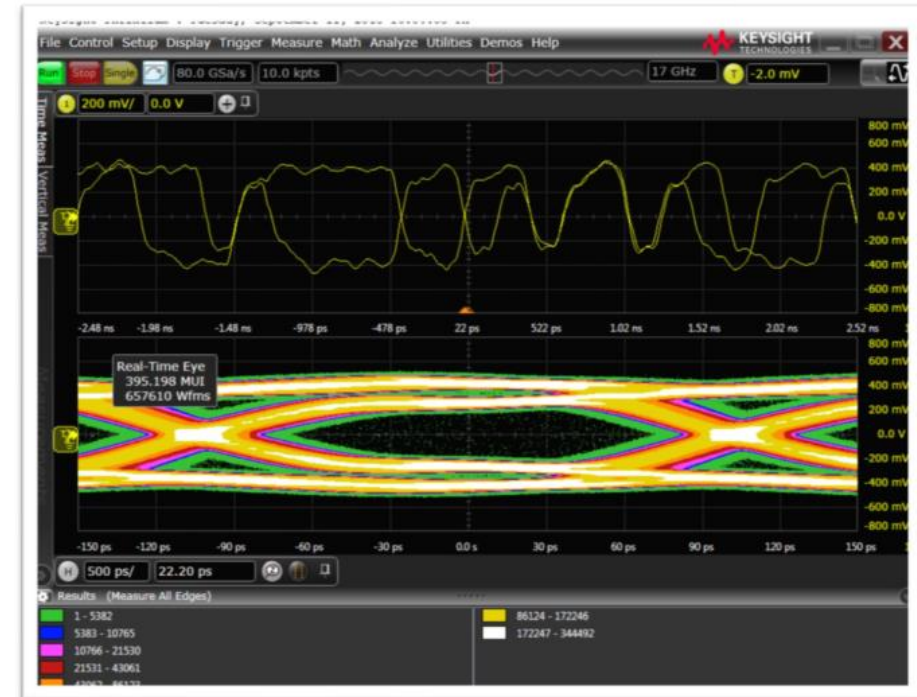 File Control Setup Display Trigger Measure Math Analyze Utilities Demos Help
KEYSIGHT
TECHNOLOGIES
Run Stop Single 80.0 GSa/s 10.0 kpts 17 GHz T -2.0 mV
1 200 mV/ 0.0 V
Time Meas Vertical Meas
800 mV
600 mV
400 mV
200 mV
0.0 V
-200 mV
-400 mV
-600 mV
-800 mV
-2.48 ns -1.98 ns -1.48 ns -978 ps -478 ps 22 ps 522 ps 1.02 ns 1.52 ns 2.02 ns 2.52 ns
800 mV
600 mV
400 mV
200 mV
0.0 V
-200 mV
-400 mV
-600 mV
-800 mV
Real-Time Eye
395.198 MUI
657610 Wfms
-150 ps -120 ps -90 ps -60 ps -30 ps 0.0 s 30 ps 60 ps 90 ps 120 ps 150 ps
H 500 ps/ 22.20 ps
Results (Measure All Edges)
1 - 5382
5383 - 10765
10766 - 21530
21531 - 43061
43062 - 86123
86124 - 172246
172247 - 344492